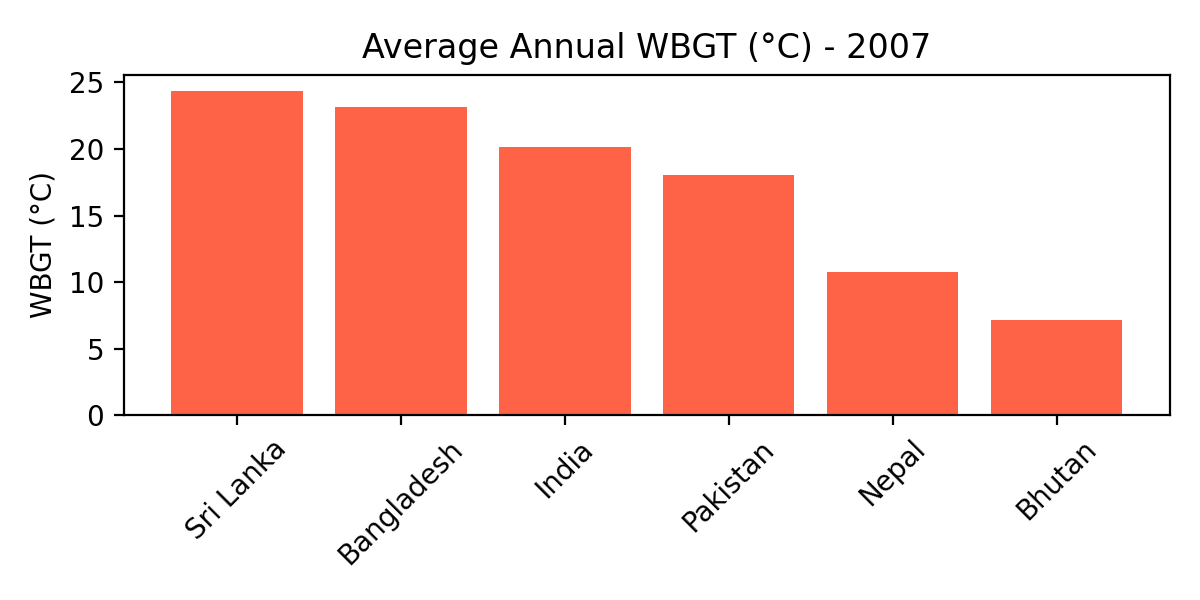 Average Annual WBGT (°C) - 2007
WBGT (°C)
25
20
15
10
5
0
Sri Lanka
Bangladesh
India
Pakistan
Nepal
Bhutan